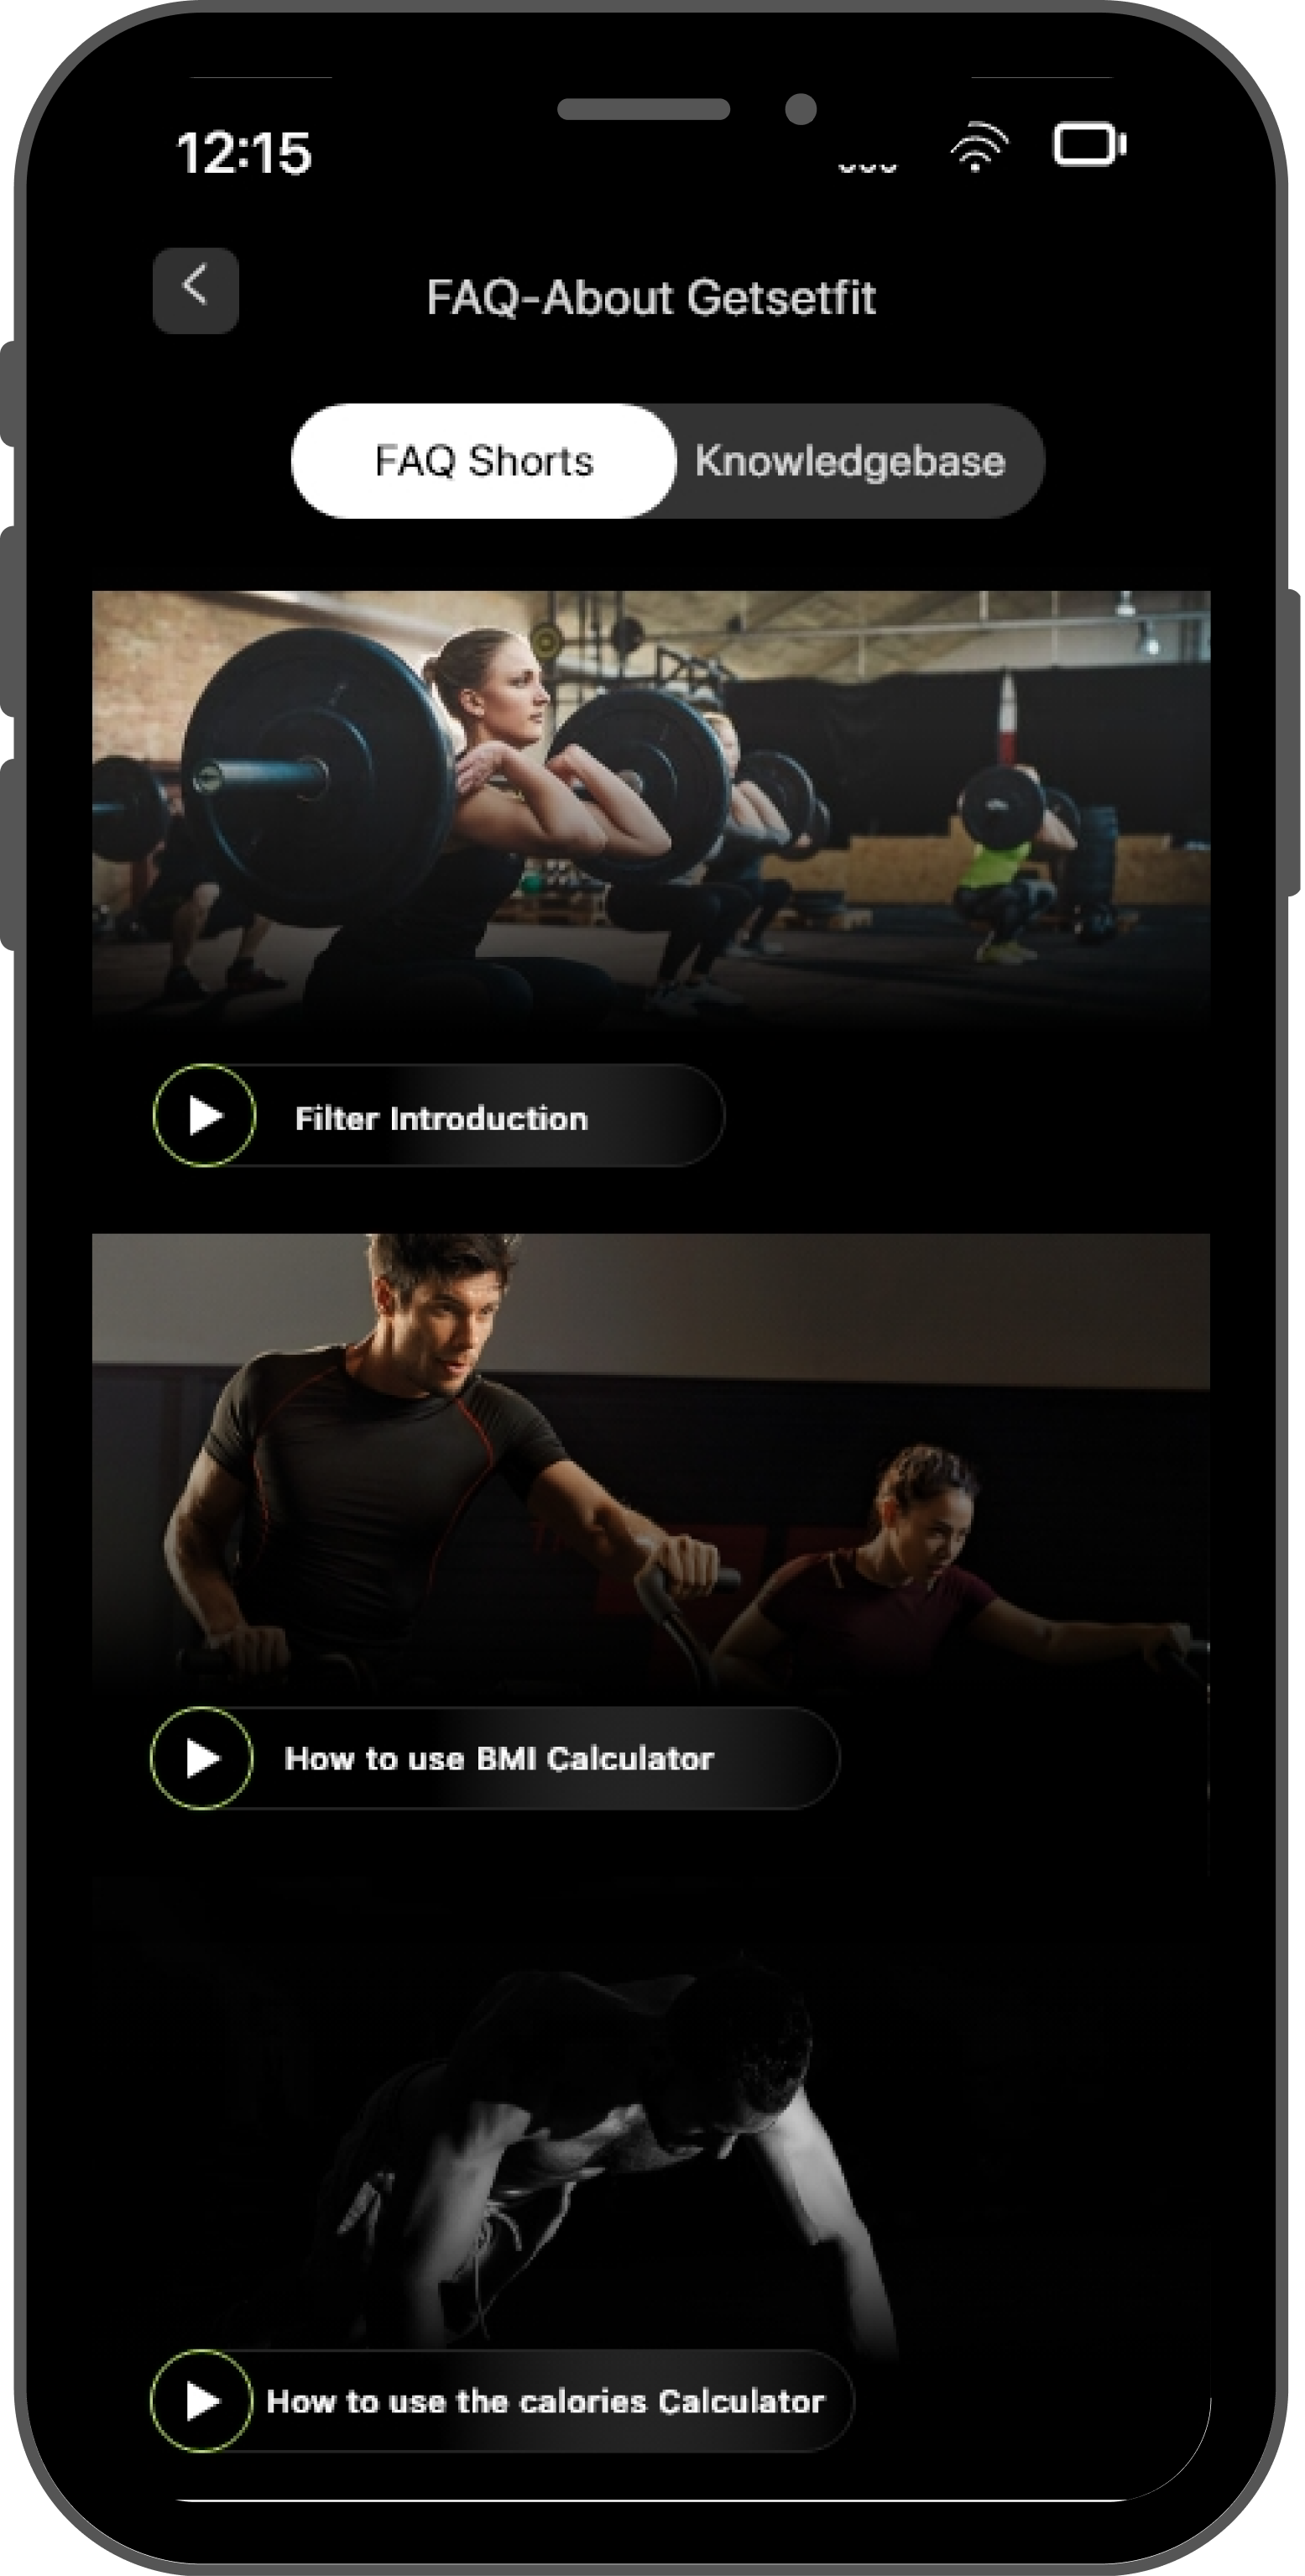 12:15
FAQ-About Getsetfit
FAQ Shorts
Knowledgebase
Filter Introduction
How to use BMI Calculator
How to use the calories Calculator